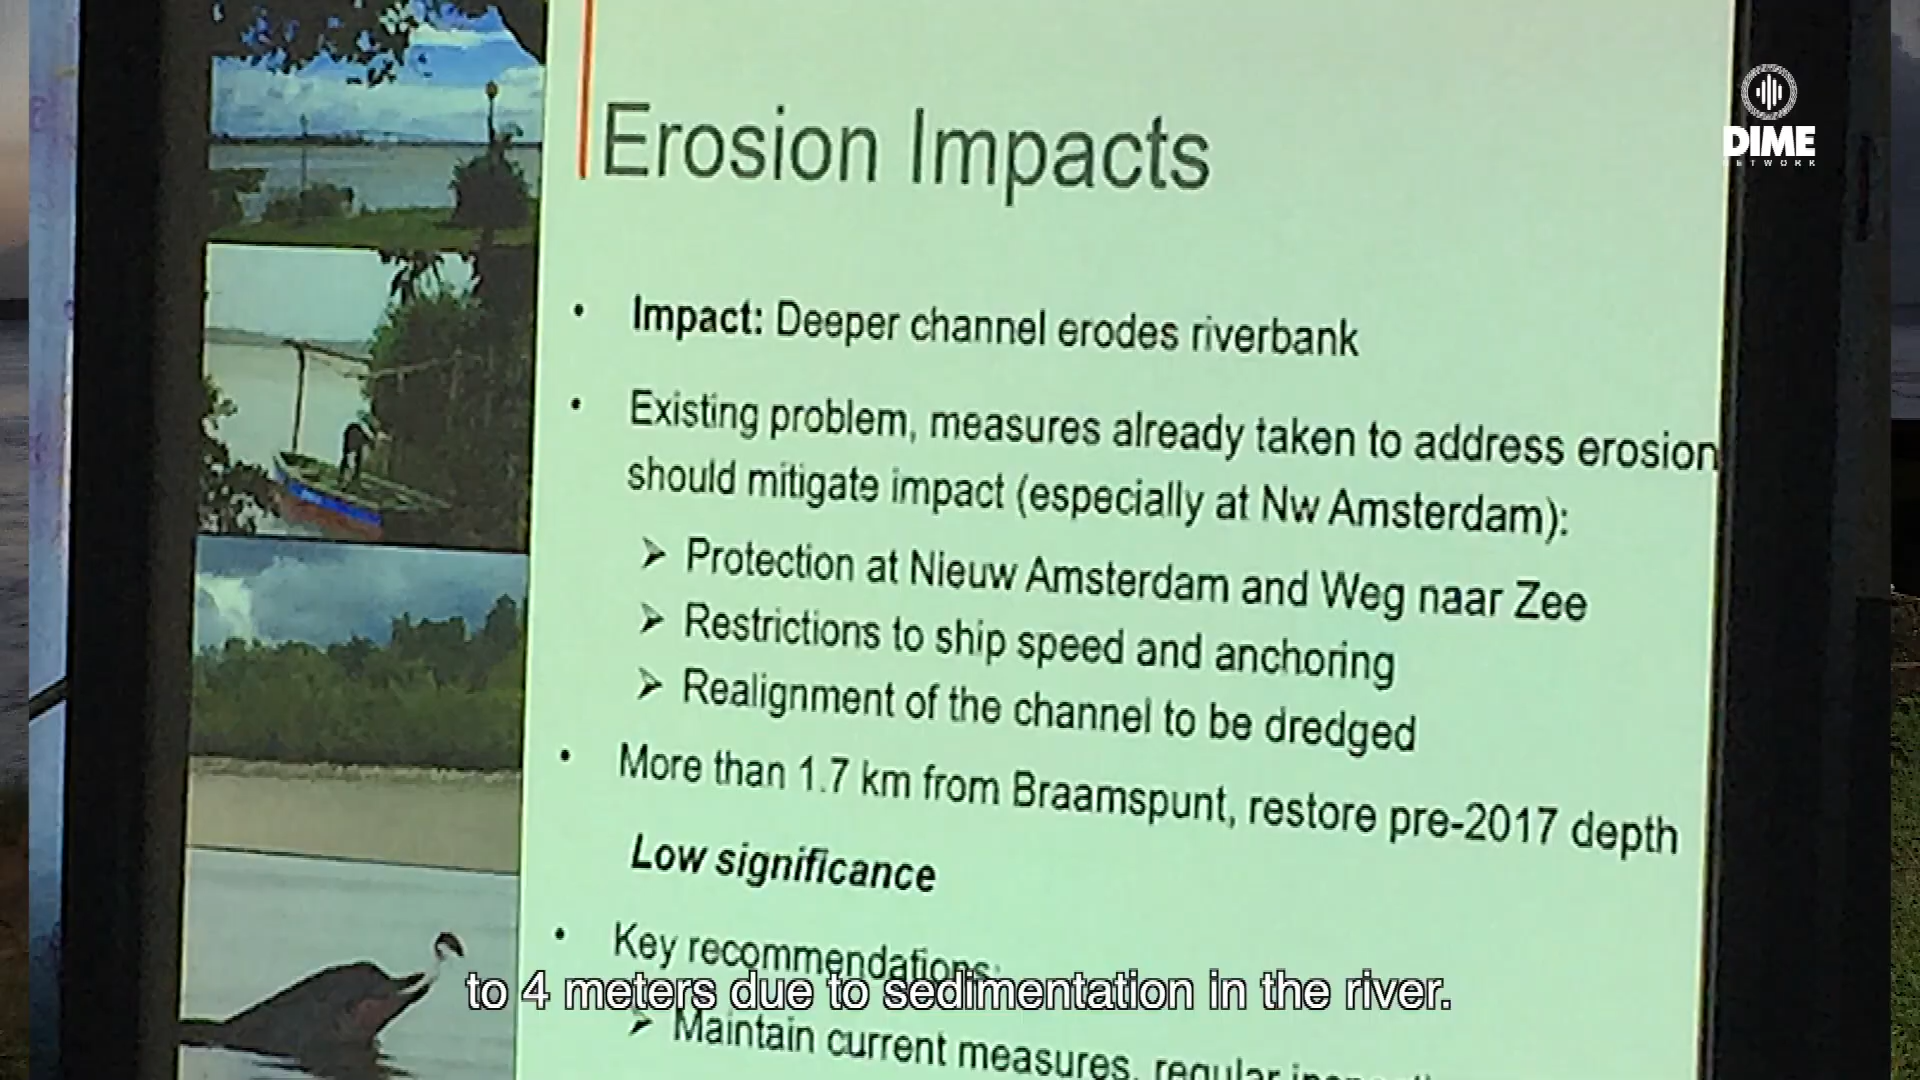 DIME
NETWORK
Erosion Impacts
• Impact: Deeper channel erodes riverbank
• Existing problem, measures already taken to address erosion
should mitigate impact (especially at Nw Amsterdam):
➢ Protection at Nieuw Amsterdam and Weg naar Zee
➢ Restrictions to ship speed and anchoring
➢ Realignment of the channel to be dredged
• More than 1.7 km from Braamspunt, restore pre-2017 depth
Low significance
• Key recommendations:
to 4 meters due to sedimentation in the river.
➢ Maintain current measures, regular